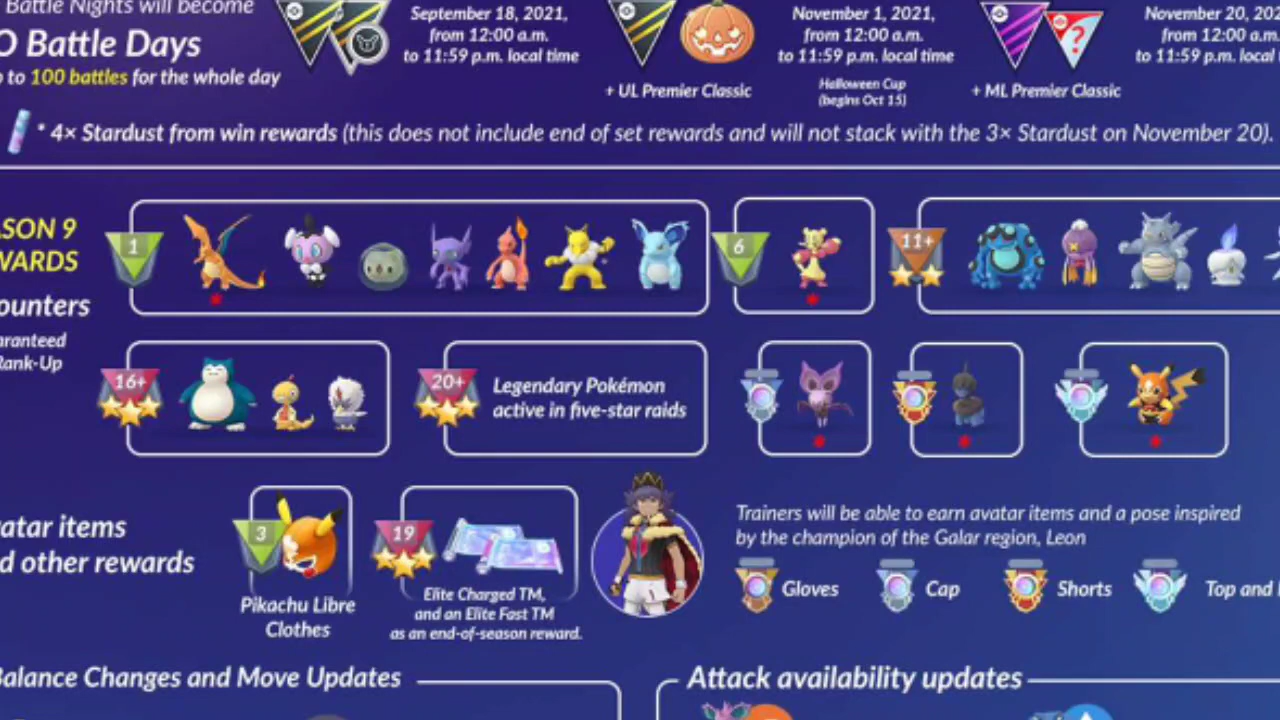 Battle Nights will become
O Battle Days
to 100 battles for the whole day
September 18, 2021,
from 12:00 a.m.
to 11:59 p.m. local time
+ UL Premier Classic
November 1, 2021,
from 12:00 a.m.
to 11:59 p.m. local time
Halloween Cup
(begins Oct 15)
+ ML Premier Classic
?
November 20, 202
from 12:00 a.m.
to 11:59 p.m. local
* 4× Stardust from win rewards (this does not include end of set rewards and will not stack with the 3× Stardust on November 20).
ASON 9
WARDS
ounters
aranteed
Rank-Up
1
6
11+
16+
20+
Legendary Pokémon
active in five-star raids
atar items
d other rewards
3
Pikachu Libre
Clothes
19
Elite Charged TM,
and an Elite Fast TM
as an end-of-season reward.
Trainers will be able to earn avatar items and a pose inspired
by the champion of the Galar region, Leon
Gloves
Cap
Shorts
Top and
Balance Changes and Move Updates
Attack availability updates